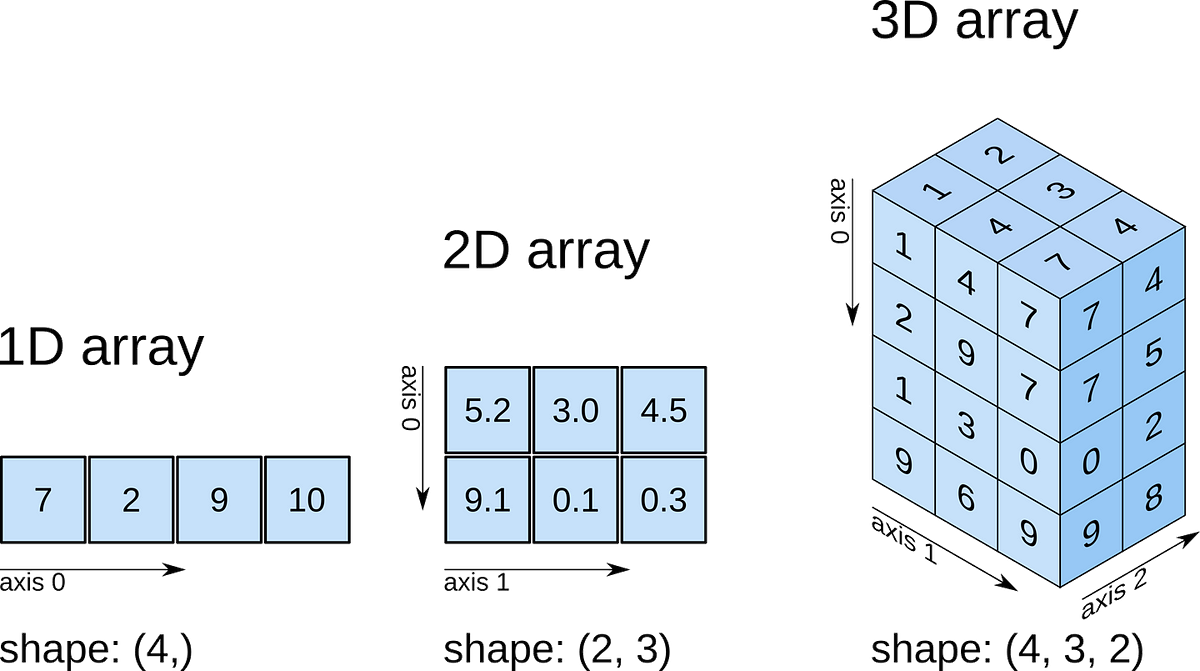 1D array
7 2 9 10
axis 0
shape: (4,)
2D array
axis 0
5.2 3.0 4.5
9.1 0.1 0.3
axis 1
shape: (2, 3)
3D array
axis 0
2
1 3
4 4
7
1 4 7 7 4
2 9 7 7 5
1 3 0 0 2
9 6 9 9 8
axis 1
axis 2
shape: (4, 3, 2)